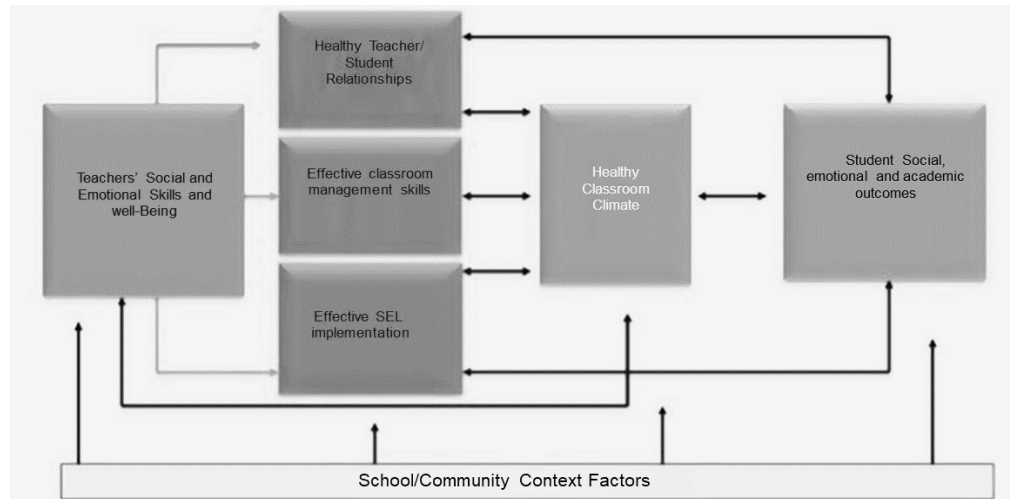 Healthy Teacher/
Student
Relationships
Teachers' Social and
Emotional Skills and
well-Being
Effective classroom
management skills
Healthy
Classroom
Climate
Student Social,
emotional and academic
outcomes
Effective SEL
implementation
School/Community Context Factors